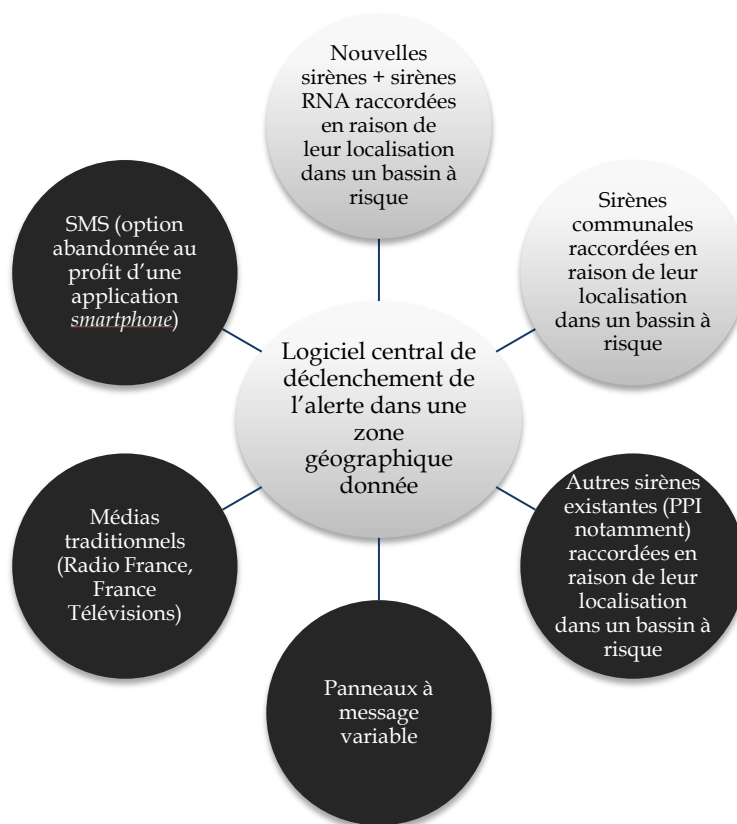 Nouvelles
sirènes + sirènes
RNA raccordées
en raison de
leur localisation
dans un bassin à
risque
Sirènes
communales
raccordées en
raison de leur
localisation
dans un bassin à
risque
Autres sirènes
existantes (PPI
notamment)
raccordées en
raison de leur
localisation
dans un bassin à
risque
Panneaux à
message
variable
Médias
traditionnels
(Radio France,
France
Télévisions)
SMS (option
abandonnée au
profit d’une
application
smartphone)
Logiciel central de
déclenchement de
l’alerte dans une
zone
géographique
donnée